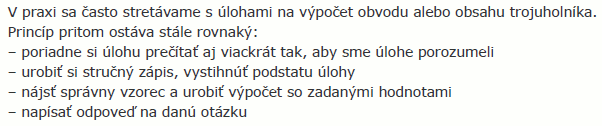 V praxi sa často stretávame s úlohami na výpočet obvodu alebo obsahu trojuholníka.
Princíp pritom ostáva stále rovnaký:
– poriadne si úlohu prečítať aj viackrát tak, aby sme úlohe porozumeli
– urobiť si stručný zápis, vystihnúť podstatu úlohy
– nájsť správny vzorec a urobiť výpočet so zadanými hodnotami
– napísať odpoveď na danú otázku